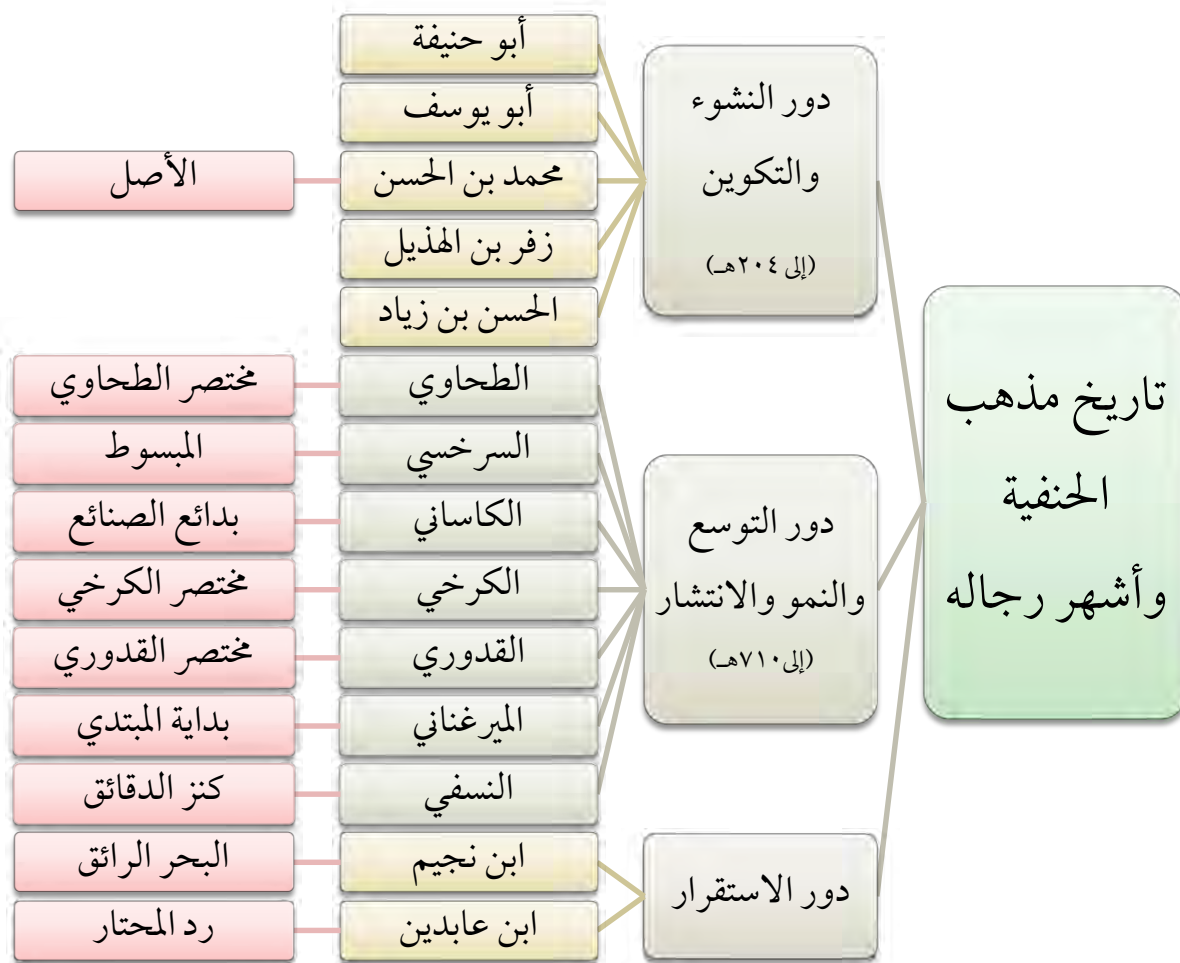 تاريخ مذهب
الحنفية
وأشهر رجاله
دور النشوء
والتكوين
(إلى ٢٠٤هـ)
أبو حنيفة
أبو يوسف
محمد بن الحسن
الأصل
زفر بن الهذيل
الحسن بن زياد
دور التوسع
والنمو والانتشار
(إلى ٧١٠هـ)
الطحاوي
مختصر الطحاوي
السرخسي
المبسوط
الكاساني
بدائع الصنائع
الكرخي
مختصر الكرخي
القدوري
مختصر القدوري
الميرغناني
بداية المبتدي
النسفي
كنز الدقائق
دور الاستقرار
ابن نجيم
البحر الرائق
ابن عابدين
رد المحتار